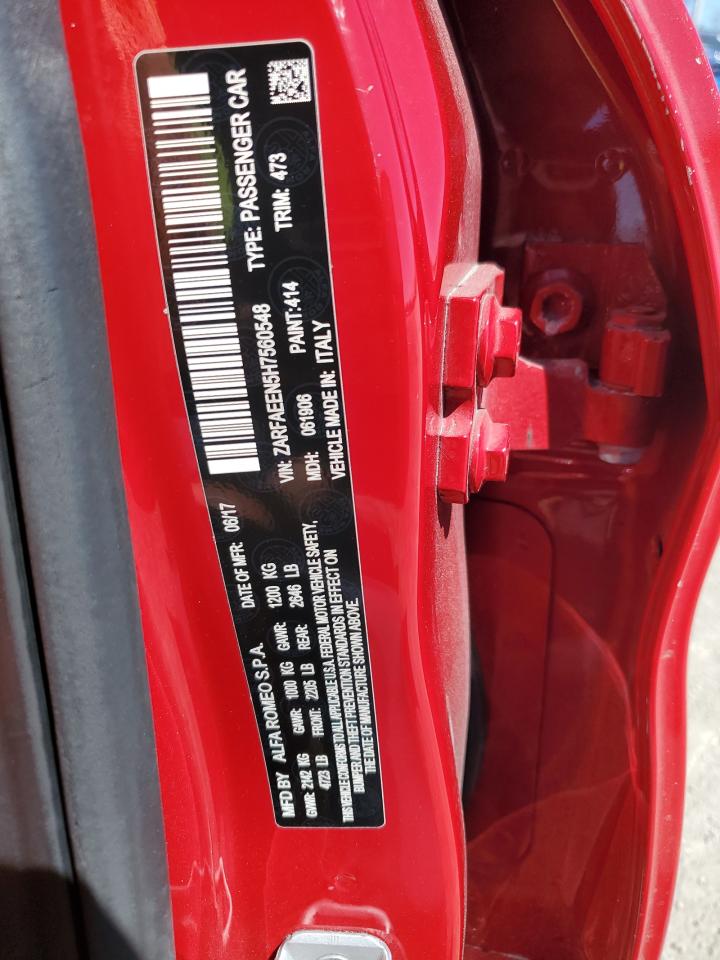 MFD BY ALFA ROMEO S.P.A. DATE OF MFR: 06/17
GVWR: 2142 KG GAWR: 1000 KG GAWR: 1200 KG
4723 LB FRONT: 2205 LB REAR: 2646 LB
THIS VEHICLE CONFORMS TO ALL APPLICABLE U.S.A. FEDERAL MOTOR VEHICLE SAFETY,
BUMPER AND THEFT PREVENTION STANDARDS IN EFFECT ON
THE DATE OF MANUFACTURE SHOWN ABOVE.
VIN: ZARFAEEN5H7560548 TYPE: PASSENGER CAR
MDH: 061906 PAINT:414 TRIM: 473
VEHICLE MADE IN: ITALY